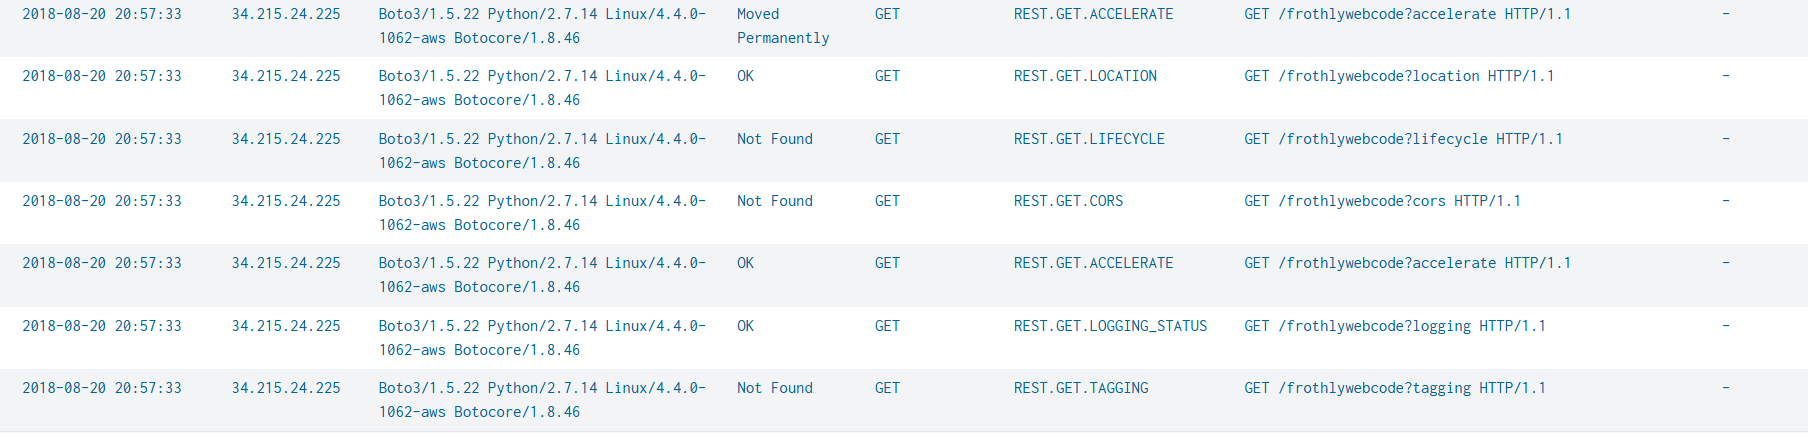 2018-08-20 20:57:33 34.215.24.225 Boto3/1.5.22 Python/2.7.14 Linux/4.4.0- Moved GET REST.GET.ACCELERATE GET /frothlywebcode?accelerate HTTP/1.1 -
1062-aws Botocore/1.8.46 Permanently
2018-08-20 20:57:33 34.215.24.225 Boto3/1.5.22 Python/2.7.14 Linux/4.4.0- OK GET REST.GET.LOCATION GET /frothlywebcode?location HTTP/1.1 -
1062-aws Botocore/1.8.46
2018-08-20 20:57:33 34.215.24.225 Boto3/1.5.22 Python/2.7.14 Linux/4.4.0- Not Found GET REST.GET.LIFECYCLE GET /frothlywebcode?lifecycle HTTP/1.1 -
1062-aws Botocore/1.8.46
2018-08-20 20:57:33 34.215.24.225 Boto3/1.5.22 Python/2.7.14 Linux/4.4.0- Not Found GET REST.GET.CORS GET /frothlywebcode?cors HTTP/1.1 -
1062-aws Botocore/1.8.46
2018-08-20 20:57:33 34.215.24.225 Boto3/1.5.22 Python/2.7.14 Linux/4.4.0- OK GET REST.GET.ACCELERATE GET /frothlywebcode?accelerate HTTP/1.1 -
1062-aws Botocore/1.8.46
2018-08-20 20:57:33 34.215.24.225 Boto3/1.5.22 Python/2.7.14 Linux/4.4.0- OK GET REST.GET.LOGGING_STATUS GET /frothlywebcode?logging HTTP/1.1 -
1062-aws Botocore/1.8.46
2018-08-20 20:57:33 34.215.24.225 Boto3/1.5.22 Python/2.7.14 Linux/4.4.0- Not Found GET REST.GET.TAGGING GET /frothlywebcode?tagging HTTP/1.1 -
1062-aws Botocore/1.8.46